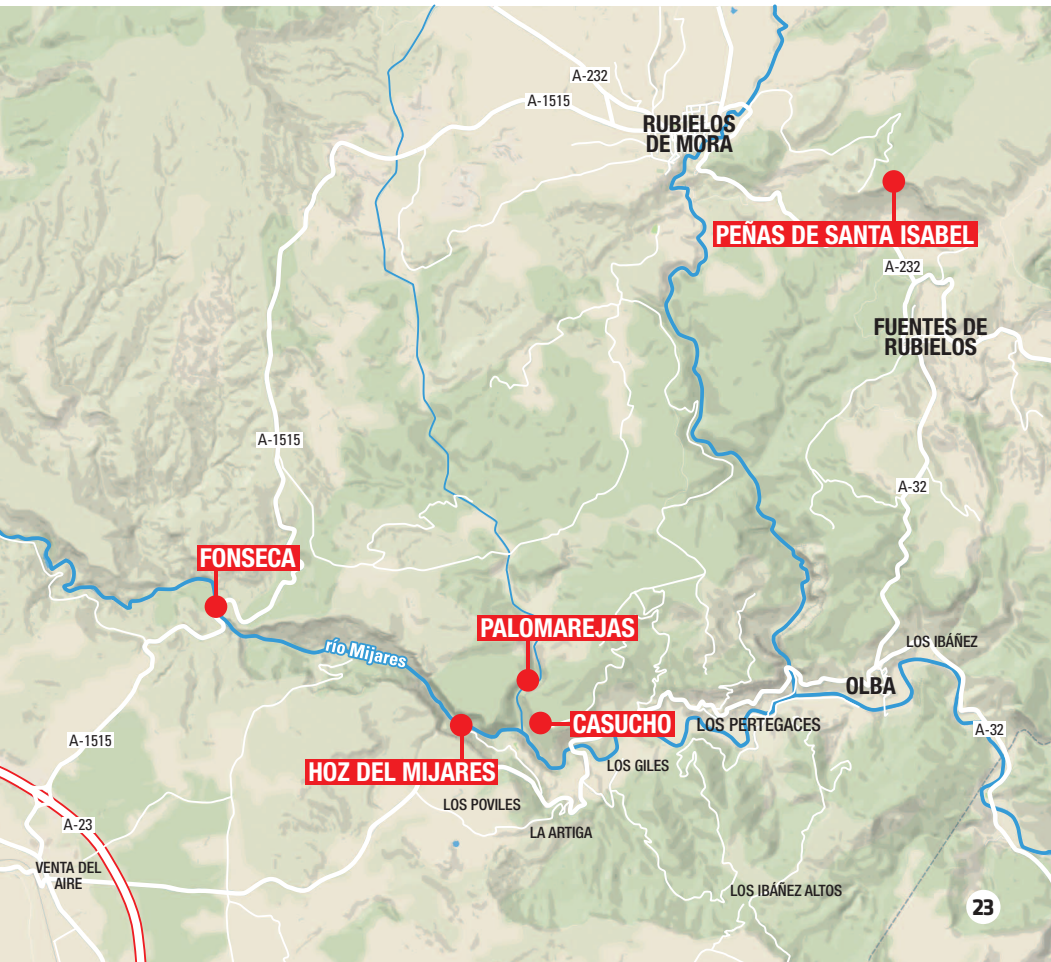 A-232
A-1515
RUBIELOS
DE MORA
PEÑAS DE SANTA ISABEL
A-232
FUENTES DE
RUBIELOS
A-1515
A-32
FONSECA
PALOMAREJAS
río Mijares
LOS IBÁÑEZ
OLBA
CASUCHO
LOS PERTEGACES
A-32
A-1515
HOZ DEL MIJARES
LOS GILES
LOS POVILES
A-23
LA ARTIGA
VENTA DEL
AIRE
LOS IBÁÑEZ ALTOS
23